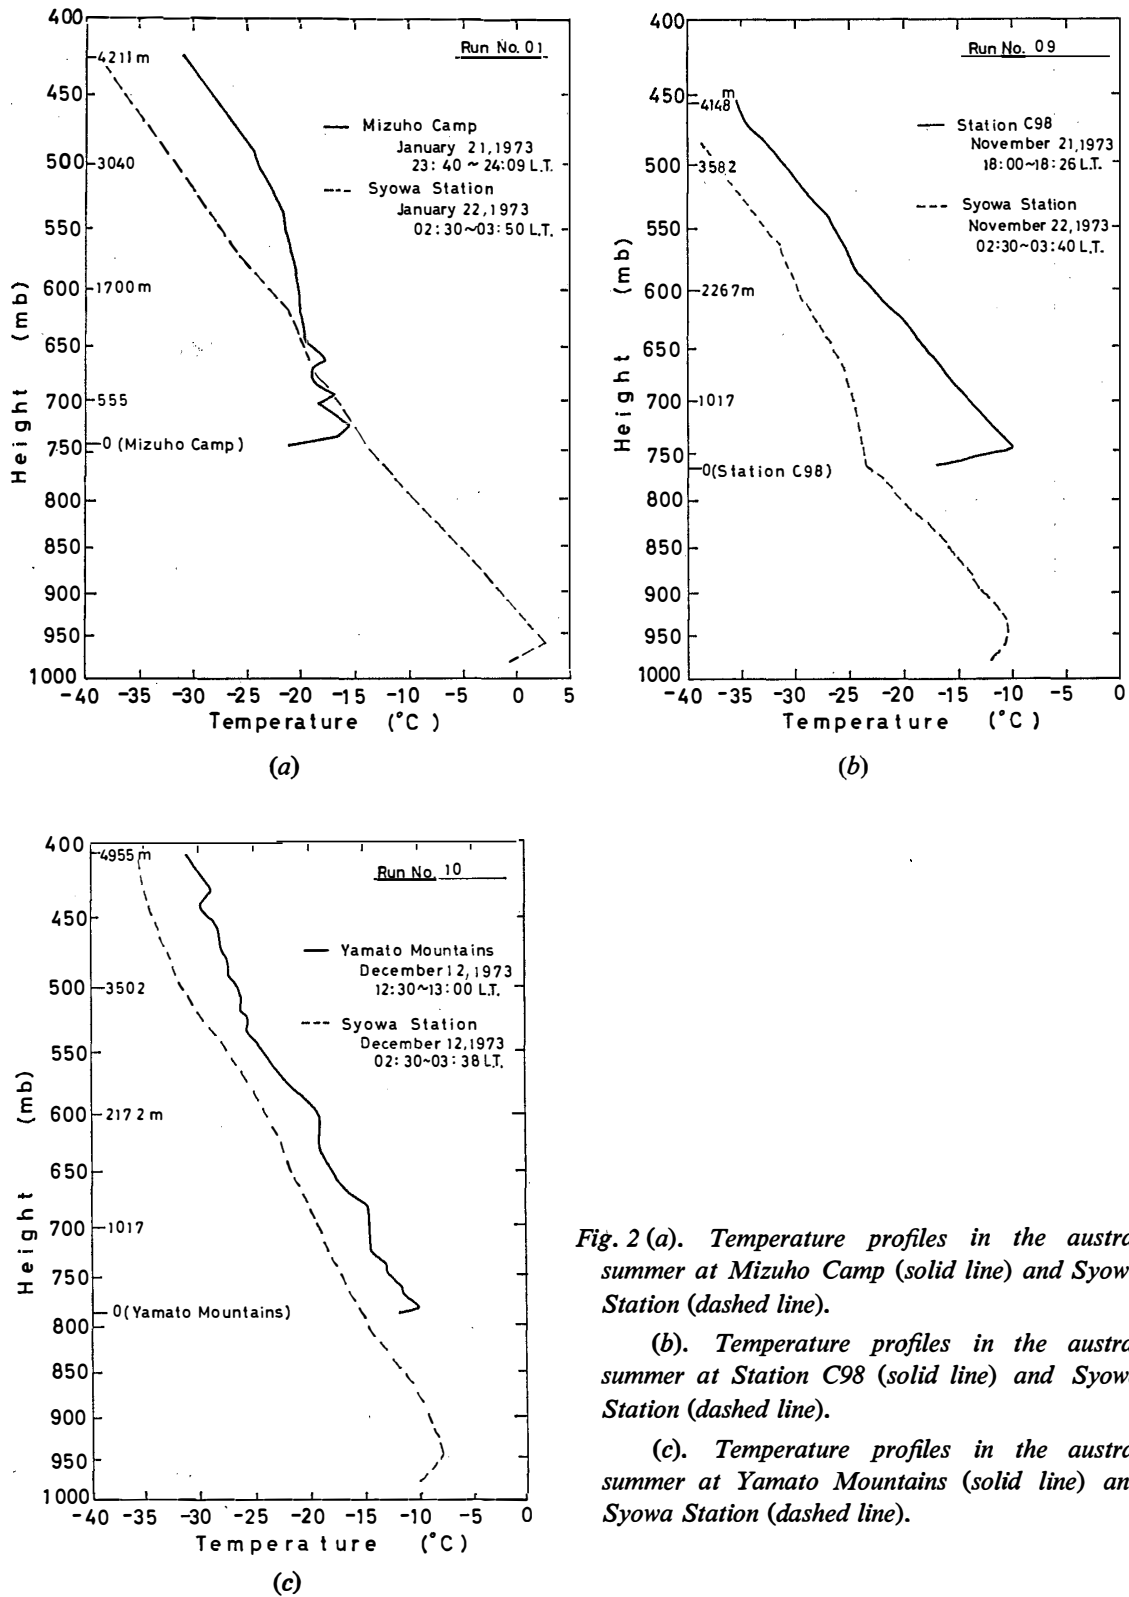 400
450
500
550
600
650
700
750
800
850
900
950
1000
Height (mb)
4211m
3040
1700m
555
0 (Mizuho Camp)
Run No. 01
Mizuho Camp
January 21,1973
23:40~24:09 L.T.
Syowa Station
January 22,1973
02:30~03:50 L.T.
-40 -35 -30 -25 -20 -15 -10 -5 0 5
Temperature (°C)
(a)
400
450
500
550
600
650
700
750
800
850
900
950
1000
Height (mb)
m
4148
3582
2267m
1017
0(Station C98)
Run No. 09
Station C98
November 21,1973
18:00~18:26 L.T.
Syowa Station
November 22,1973
02:30~03:40 L.T.
-40 -35 -30 -25 -20 -15 -10 -5 0
Temperature (°C)
(b)
400
450
500
550
600
650
700
750
800
850
900
950
1000
Height (mb)
4955m
3502
2172m
1017
0(Yamato Mountains)
Run No. 10
Yamato Mountains
December 12, 1973
12:30~13:00 L.T.
Syowa Station
December 12,1973
02:30~03:38 L.T.
-40 -35 -30 -25 -20 -15 -10 -5 0
Temperature (°C)
(c)
Fig. 2 (a). Temperature profiles in the austra
summer at Mizuho Camp (solid line) and Syow
Station (dashed line).
(b). Temperature profiles in the austra
summer at Station C98 (solid line) and Syow
Station (dashed line).
(c). Temperature profiles in the austra
summer at Yamato Mountains (solid line) an
Syowa Station (dashed line).